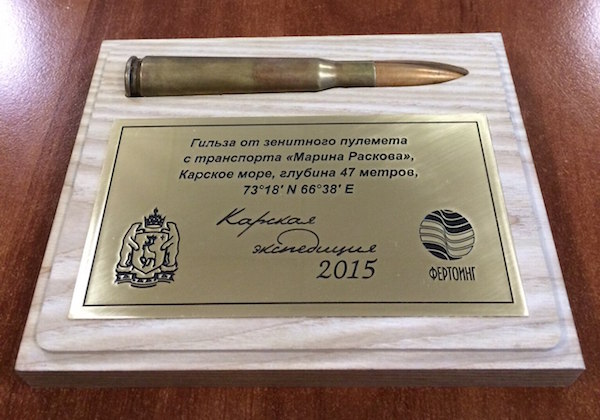 Гильза от зенитного пулемета
с транспорта «Марина Раскова»,
Карское море, глубина 47 метров,
73°18' N 66°38' E
Карская
экспедиция
2015
ФЕРТОИНГ